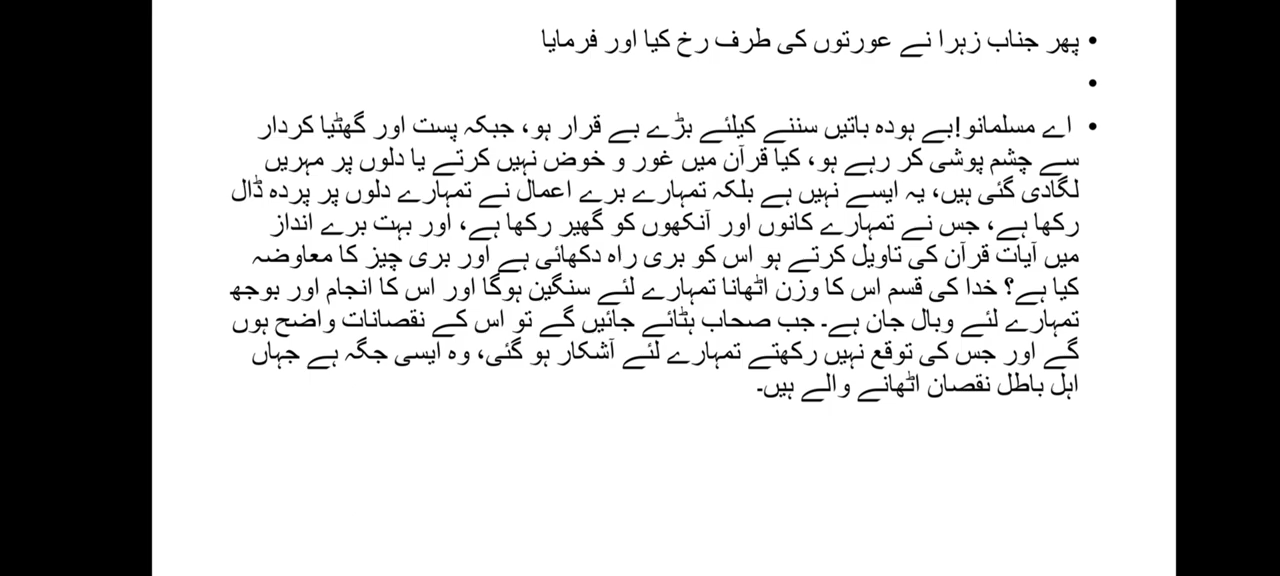 • پھر جناب زہرا نے عورتوں کی طرف رخ کیا اور فرمایا
•
• اے مسلمانو!بے ہودہ باتیں سننے کیلئے بڑے بے قرار ہو، جبکہ پست اور گھٹیا کردار
سے چشم پوشی کر رہے ہو، کیا قرآن میں غور و خوض نہیں کرتے یا دلوں پر مہریں
لگادی گئی ہیں، یہ ایسے نہیں ہے بلکہ تمہارے برے اعمال نے تمہارے دلوں پر پردہ ڈال
رکھا ہے، جس نے تمہارے کانوں اور آنکھوں کو گھیر رکھا ہے، اور بہت برے انداز
میں آیات قرآن کی تاویل کرتے ہو اس کو بری راہ دکھائی ہے اور بری چیز کا معاوضہ
کیا ہے؟ خدا کی قسم اس کا وزن اٹھانا تمہارے لئے سنگین ہوگا اور اس کا انجام اور بوجھ
تمہارے لئے وبال جان ہے۔ جب صحاب ہٹائے جائیں گے تو اس کے نقصانات واضح ہوں
گے اور جس کی توقع نہیں رکھتے تمہارے لئے آشکار ہو گئی، وہ ایسی جگہ ہے جہاں
اہل باطل نقصان اٹھانے والے ہیں۔